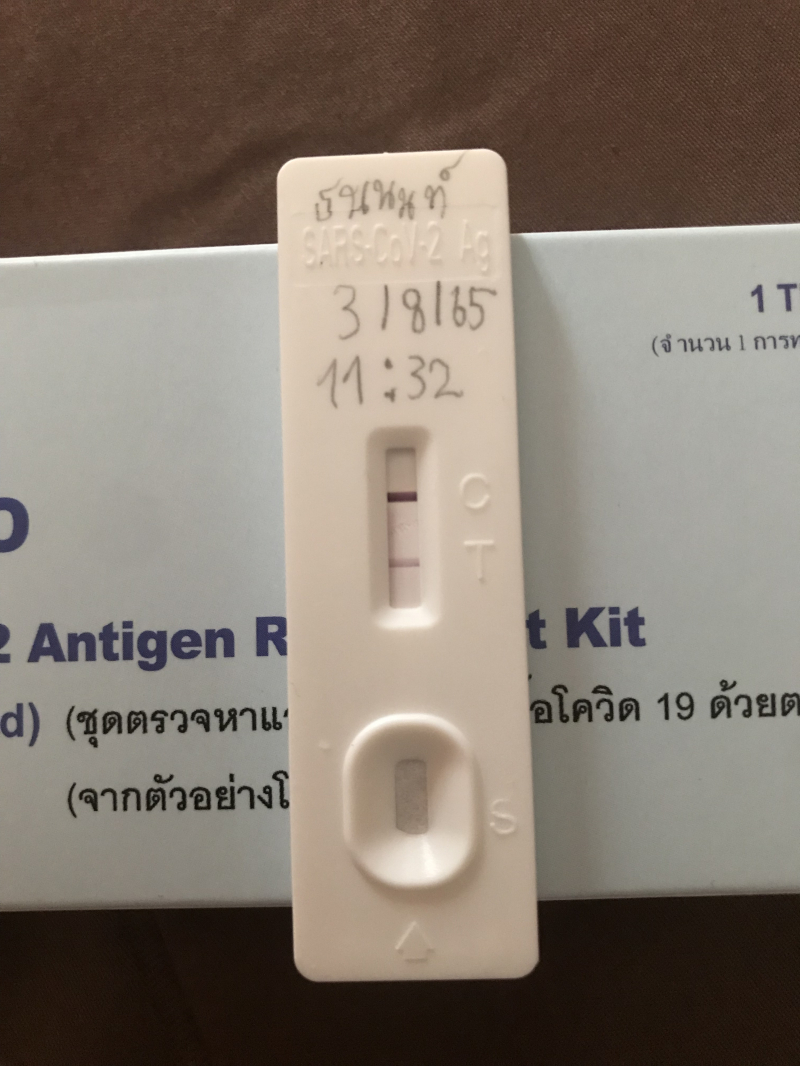 ธนนนท์
SARS-CoV-2 Ag
3/8/65
11:32
C
T
S
1 T
(จำนวน 1 การท
O
2 Antigen R
t Kit
d) (ชุดตรวจหาแ
อโควิด 19 ด้วยต
(จากตัวอย่างโ